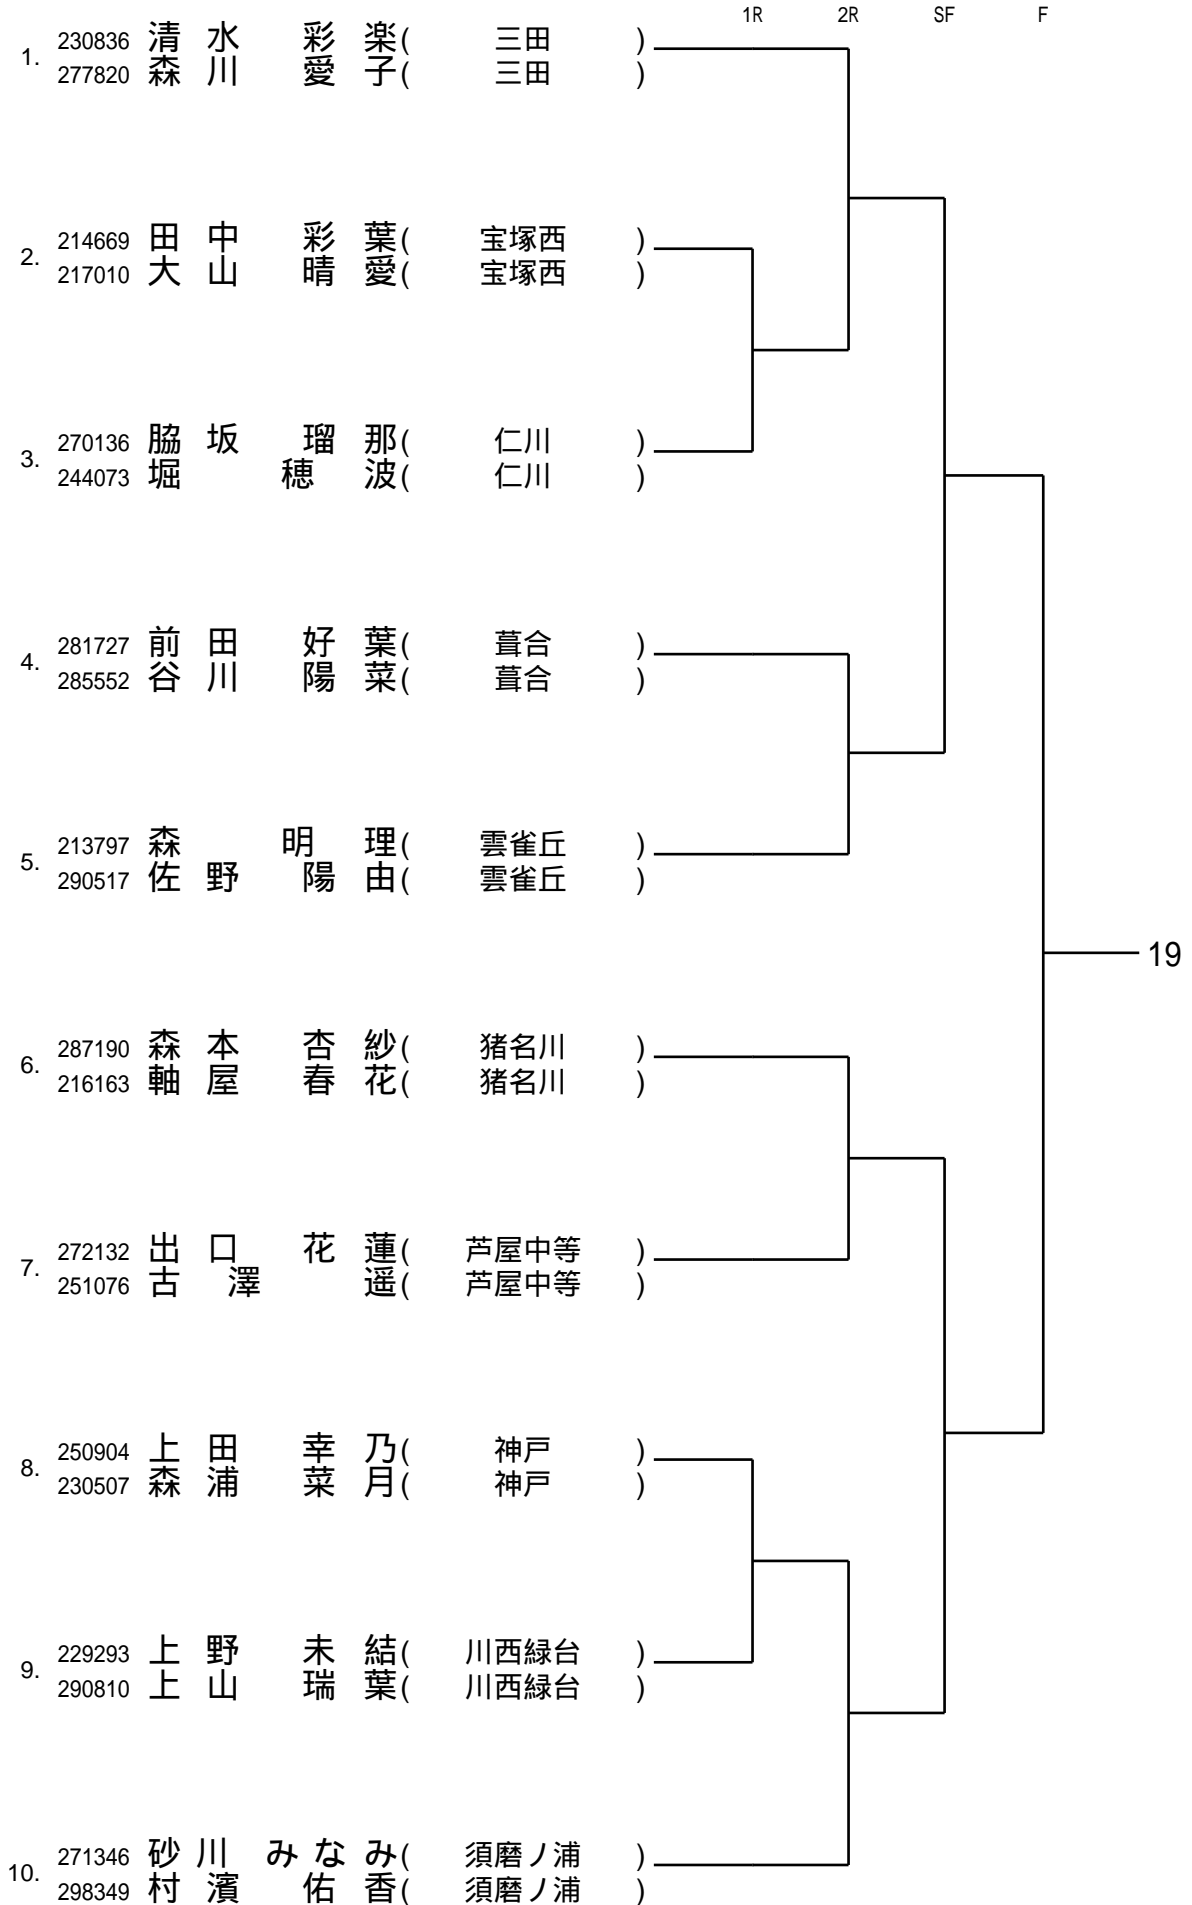 1R 2R SF F
1. 230836 清水 彩楽( 三田 )
277820 森川 愛子( 三田 )
2. 214669 田中 彩葉( 宝塚西 )
217010 大山 晴愛( 宝塚西 )
3. 270136 脇坂 瑠那( 仁川 )
244073 堀 穂波( 仁川 )
4. 281727 前田 好葉( 葺合 )
285552 谷川 陽菜( 葺合 )
5. 213797 森 明理( 雲雀丘 )
290517 佐野 陽由( 雲雀丘 )
19
6. 287190 森本 杏紗( 猪名川 )
216163 軸屋 春花( 猪名川 )
7. 272132 出口 花蓮( 芦屋中等 )
251076 古澤 遥( 芦屋中等 )
8. 250904 上田 幸乃( 神戸 )
230507 森浦 菜月( 神戸 )
9. 229293 上野 未結( 川西緑台 )
290810 上山 瑞葉( 川西緑台 )
10. 271346 砂川 みなみ( 須磨ノ浦 )
298349 村濱 佑香( 須磨ノ浦 )